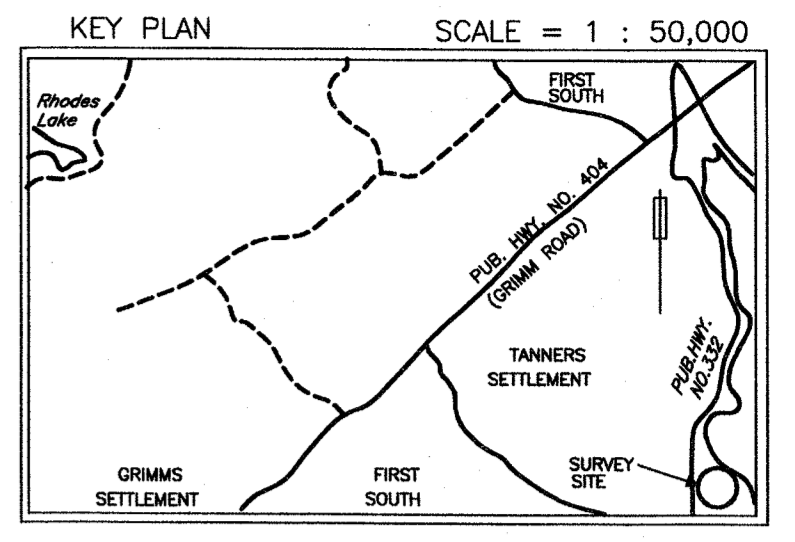 KEY PLAN
SCALE = 1 : 50,000
Rhodes
Lake
FIRST
SOUTH
PUB. HWY. NO. 404
(GRIMM ROAD)
TANNERS
SETTLEMENT
PUB.HWY.
NO.332
GRIMMS
SETTLEMENT
FIRST
SOUTH
SURVEY
SITE